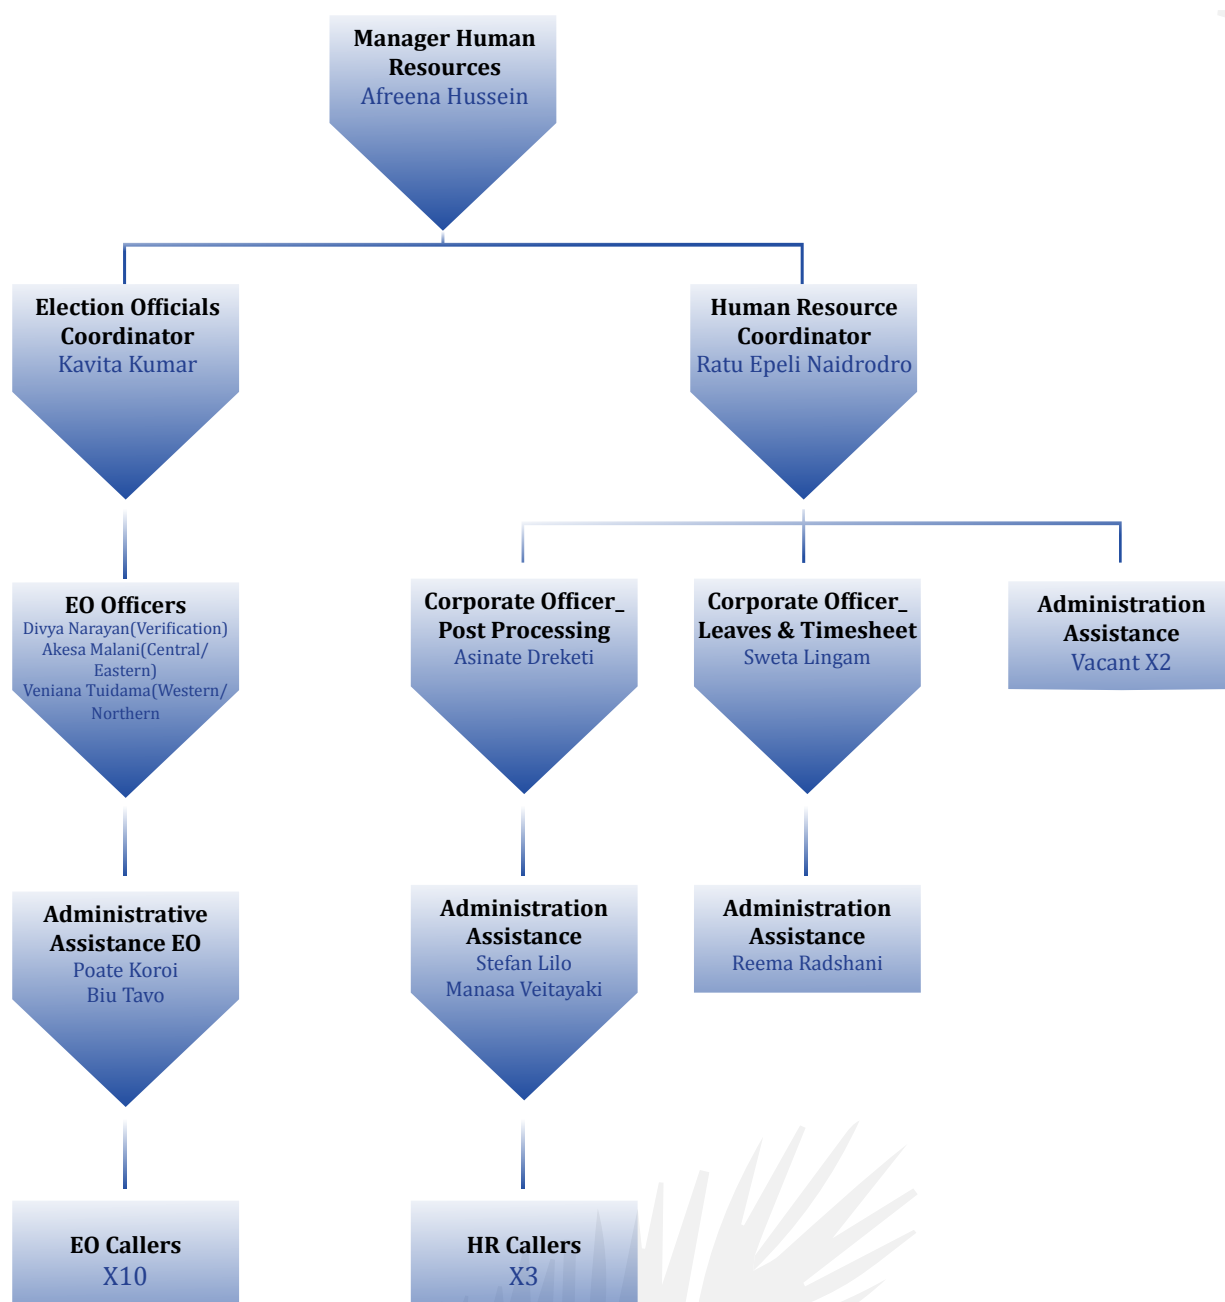 Manager Human
Resources
Afreena Hussein
Election Officials
Coordinator
Kavita Kumar
Human Resource
Coordinator
Ratu Epeli Naidrodro
EO Officers
Divya Narayan(Verification)
Akesa Malani(Central/
Eastern)
Veniana Tuidama(Western/
Northern
Corporate Officer_
Post Processing
Asinate Dreketi
Corporate Officer_
Leaves & Timesheet
Sweta Lingam
Administration
Assistance
Vacant X2
Administrative
Assistance EO
Poate Koroi
Biu Tavo
Administration
Assistance
Stefan Lilo
Manasa Veitayaki
Administration
Assistance
Reema Radshani
EO Callers
X10
HR Callers
X3